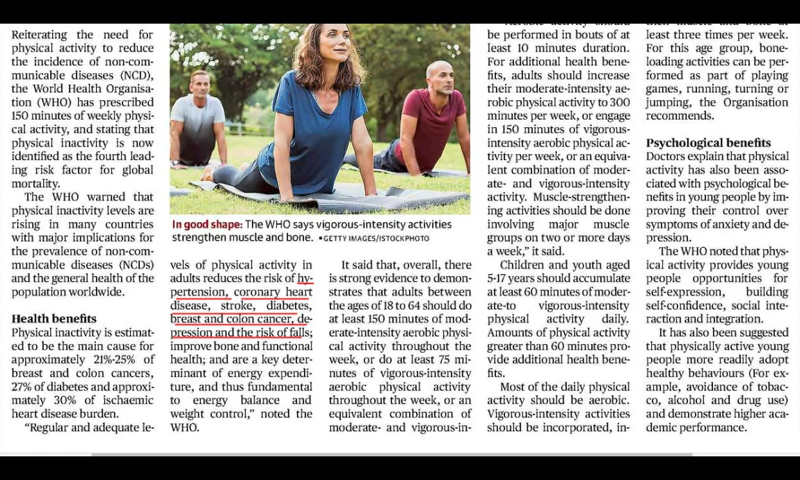 Reiterating the need for
physical activity to reduce
the incidence of non-com-
municable diseases (NCD),
the World Health Organisa-
tion (WHO) has prescribed
150 minutes of weekly physi-
cal activity, and stating that
physical inactivity is now
identified as the fourth lead-
ing risk factor for global
mortality.
The WHO warned that
physical inactivity levels are
rising in many countries
with major implications for
the prevalence of non-com-
municable diseases (NCDs)
and the general health of the
population worldwide.
Health benefits
Physical inactivity is estimat-
ed to be the main cause for
approximately 21%-25% of
breast and colon cancers,
27% of diabetes and approxi-
mately 30% of ischaemic
heart disease burden.
"Regular and adequate le-
In good shape: The WHO says vigorous-intensity activities
strengthen muscle and bone. •GETTY IMAGES/ISTOCKPHOTO
vels of physical activity in
adults reduces the risk of hy-
pertension, coronary heart
disease, stroke, diabetes,
breast and colon cancer, de-
pression and the risk of falls;
improve bone and functional
health; and are a key deter-
minant of energy expendi-
ture, and thus fundamental
to energy balance and
weight control," noted the
WHO.
It said that, overall, there
is strong evidence to demon-
strates that adults between
the ages of 18 to 64 should do
at least 150 minutes of mod-
erate-intensity aerobic physi-
cal activity throughout the
week, or do at least 75 mi-
nutes of vigorous-intensity
aerobic physical activity
throughout the week, or an
equivalent combination of
moderate- and vigorous-in-
be performed in bouts of at
least 10 minutes duration.
For additional health bene-
fits, adults should increase
their moderate-intensity ae-
robic physical activity to 300
minutes per week, or engage
in 150 minutes of vigorous-
intensity aerobic physical ac-
tivity per week, or an equiva-
lent combination of moder-
ate- and vigorous-intensity
activity. Muscle-strengthen-
ing activities should be done
involving major muscle
groups on two or more days
a week," it said.
Children and youth aged
5-17 years should accumulate
at least 60 minutes of moder-
ate-to vigorous-intensity
physical activity daily.
Amounts of physical activity
greater than 60 minutes pro-
vide additional health bene-
fits.
Most of the daily physical
activity should be aerobic.
Vigorous-intensity activities
should be incorporated, in-
least three times per week.
For this age group, bone-
loading activities can be per-
formed as part of playing
games, running, turning or
jumping, the Organisation
recommends.
Psychological benefits
Doctors explain that physical
activity has also been asso-
ciated with psychological be-
nefits in young people by im-
proving their control over
symptoms of anxiety and de-
pression.
The WHO noted that phys-
ical activity provides young
people opportunities for
self-expression, building
self-confidence, social inter
action and integration.
It has also been suggested
that physically active young
people more readily adopt
healthy behaviours (For ex-
ample, avoidance of tobac-
co, alcohol and drug use)
and demonstrate higher aca-
demic performance.